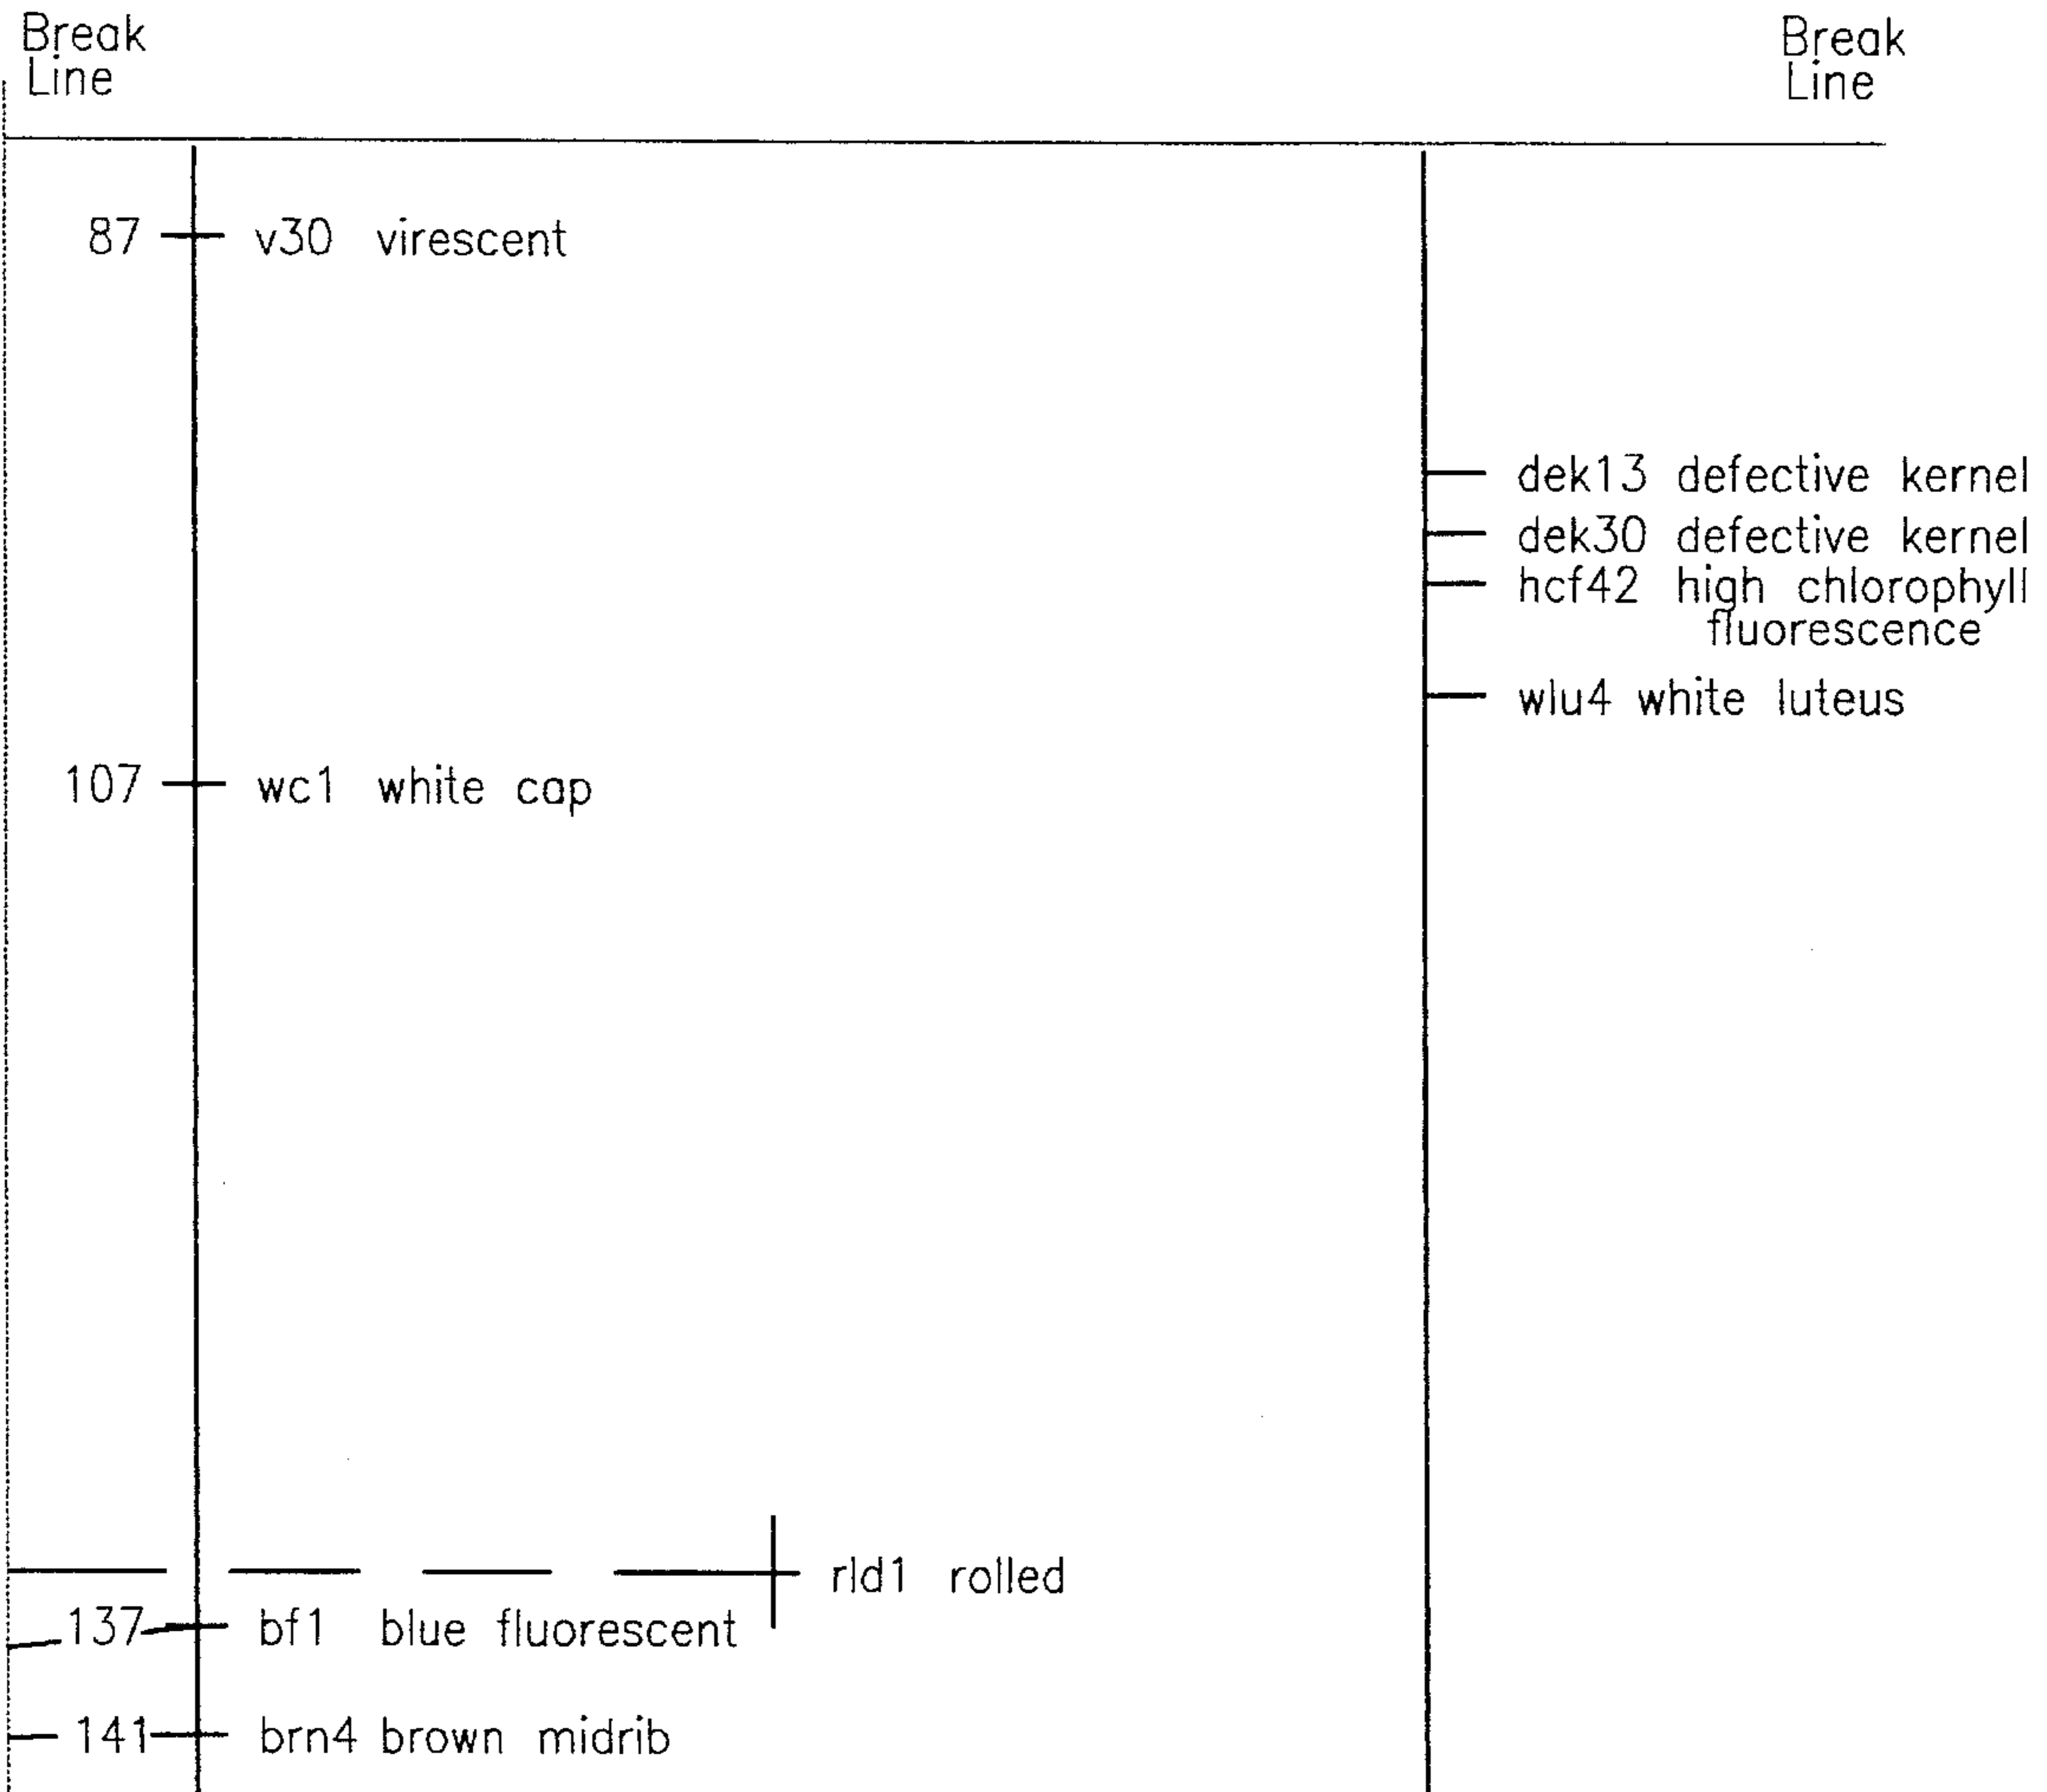 Break
Line
Break
Line
87 v30 virescent
dek13 defective kernel
dek30 defective kernel
hcf42 high chlorophyll
fluorescence
wlu4 white luteus
107 wc1 white cap
rld1 rolled
137 bf1 blue fluorescent
141 brn4 brown midrib